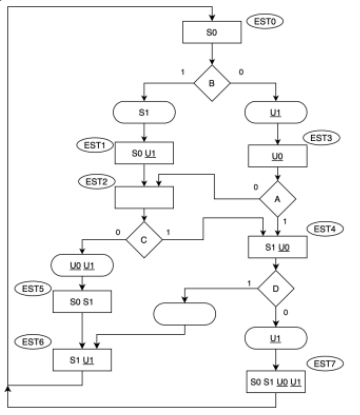 EST0
S0
1 B 0
S1 U1
EST1 EST3
S0 U1 U0
EST2
0 A
1
0 C 1 EST4
S1 U0
U0 U1
EST5 1 D
S0 S1 0
EST6 U1
S1 U1 EST7
S0 S1 U0 U1